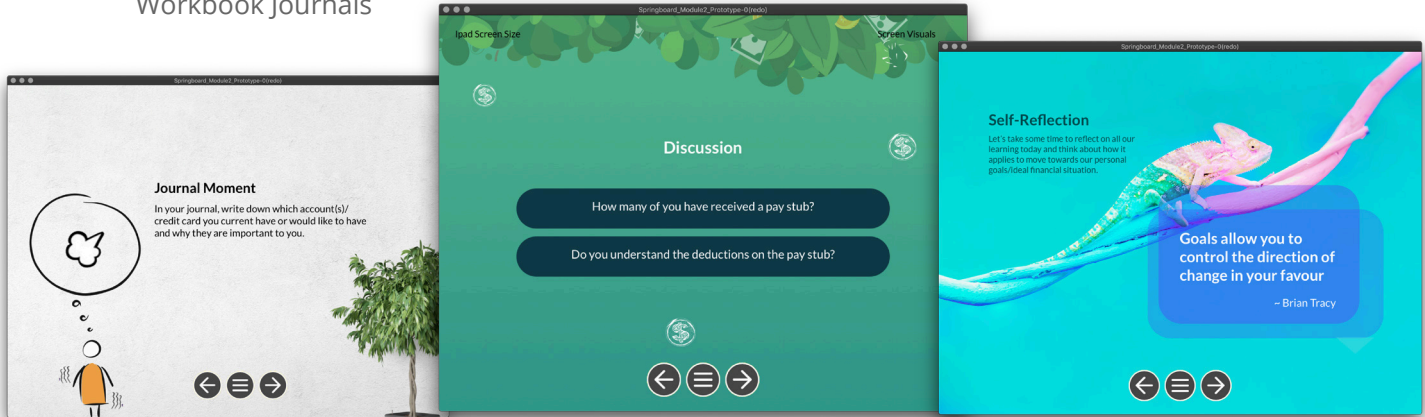 Workbook Journals
Springboard_Module2_Prototype-0(redo)
Journal Moment
In your journal, write down which account(s)/
credit card you current have or would like to have
and why they are important to you.
Springboard_Module2_Prototype-0(redo)
Ipad Screen Size
Screen Visuals
Discussion
How many of you have received a pay stub?
Do you understand the deductions on the pay stub?
Springboard_Module2_Prototype-0(redo)
Self-Reflection
Let's take some time to reflect on all our
learning today and think about how it
applies to move towards our personal
goals/ideal financial situation.
Goals allow you to
control the direction of
change in your favour
~ Brian Tracy